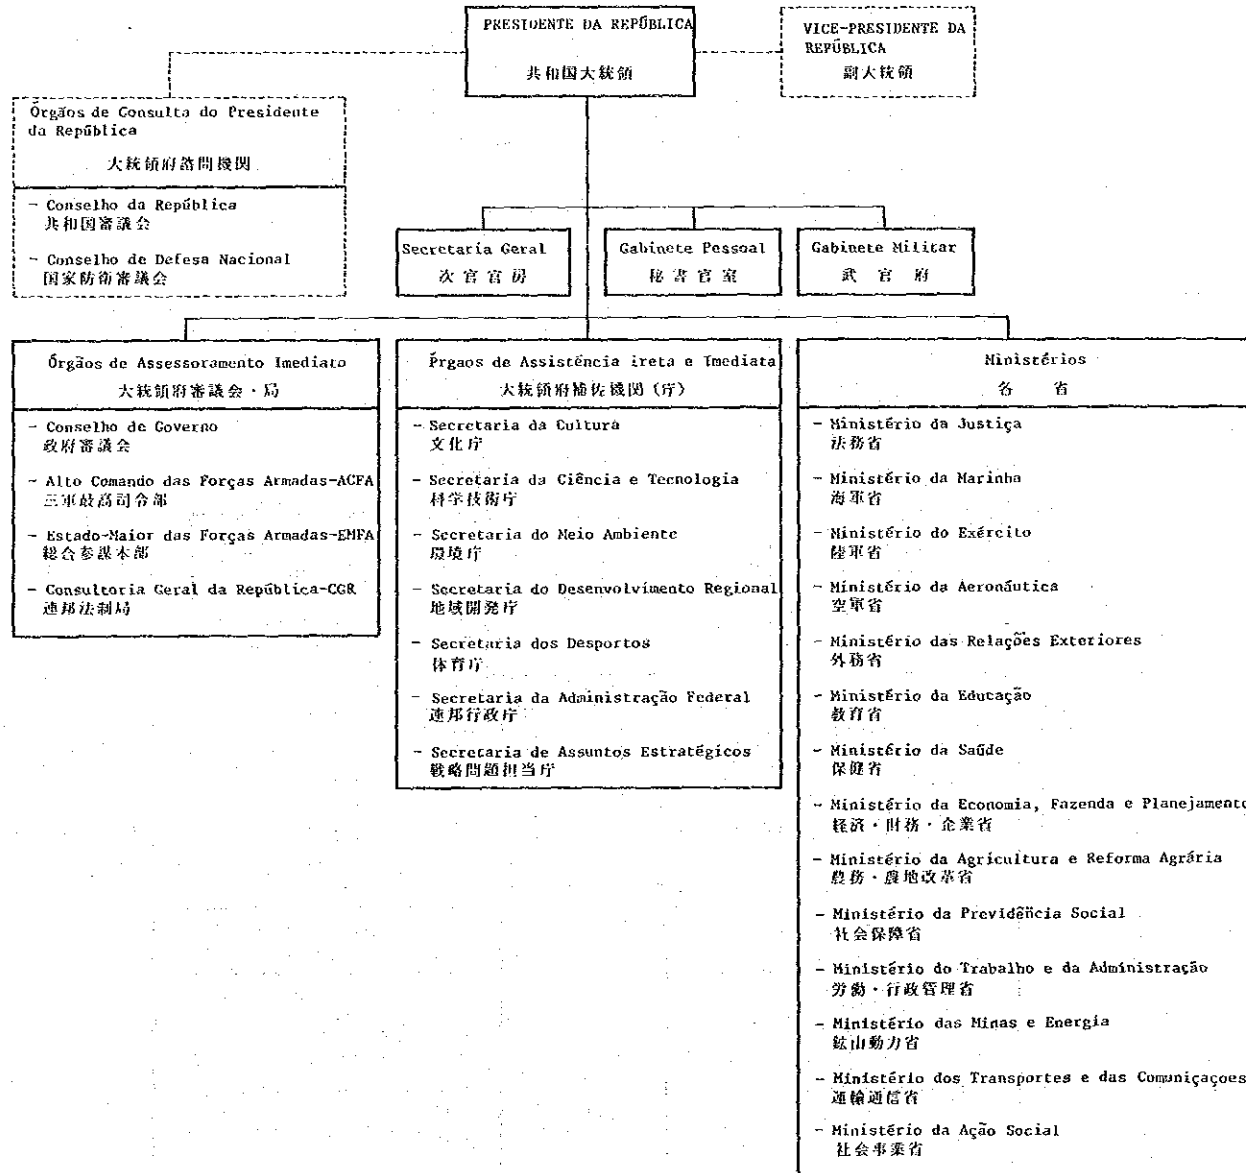 PRESIDENTE DA REPÚBLICA
共和国大統領
VICE-PRESIDENTE DA
REPÚBLICA
副大統領
Órgãos de Consulta do Presidente
da República
大統領府諮問機関
- Conselho da República
共和国審議会
- Conselho de Defesa Nacional
国家防衛審議会
Secretaria Geral
次官官房
Gabinete Pessoal
秘書官室
Gabinete Militar
武官府
Órgãos de Assessoramento Imediato
大統領府審議会・局
- Conselho de Governo
政府審議会
- Alto Comando das Forças Armadas-ACFA
三軍最高司令部
- Estado-Maior das Forças Armadas-EMFA
総合参謀本部
- Consultoria Geral da República-CGR
連邦法制局
Prgaos de Assistência ireta e Imediata
大統領府補佐機関(庁)
- Secretaria da Cultura
文化庁
- Secretaria da Ciência e Tecnologia
科学技術庁
- Secretaria do Meio Ambiente
環境庁
- Secretaria do Desenvolvimento Regional
地域開発庁
- Secretaria dos Desportos
体育庁
- Secretaria da Administração Federal
連邦行政庁
- Secretaria de Assuntos Estratégicos
戦略問題担当庁
Ministérios
各省
- Ministério da Justiça
法務省
- Ministério da Marinha
海軍省
- Ministério do Exército
陸軍省
- Ministério da Aeronáutica
空軍省
- Ministério das Relações Exteriores
外務省
- Ministério da Educação
教育省
- Ministério da Saúde
保健省
- Ministério da Economia, Fazenda e Planejamento
経済・財務・企業省
- Ministério da Agricultura e Reforma Agrária
農務・農地改革省
- Ministério da Previdência Social
社会保障省
- Ministério do Trabalho e da Administração
労働・行政管理省
- Ministério das Minas e Energia
鉱山動力省
- Ministério dos Transportes e das Comuniçaçoes
運輸通信省
- Ministério da Ação Social
社会事業省